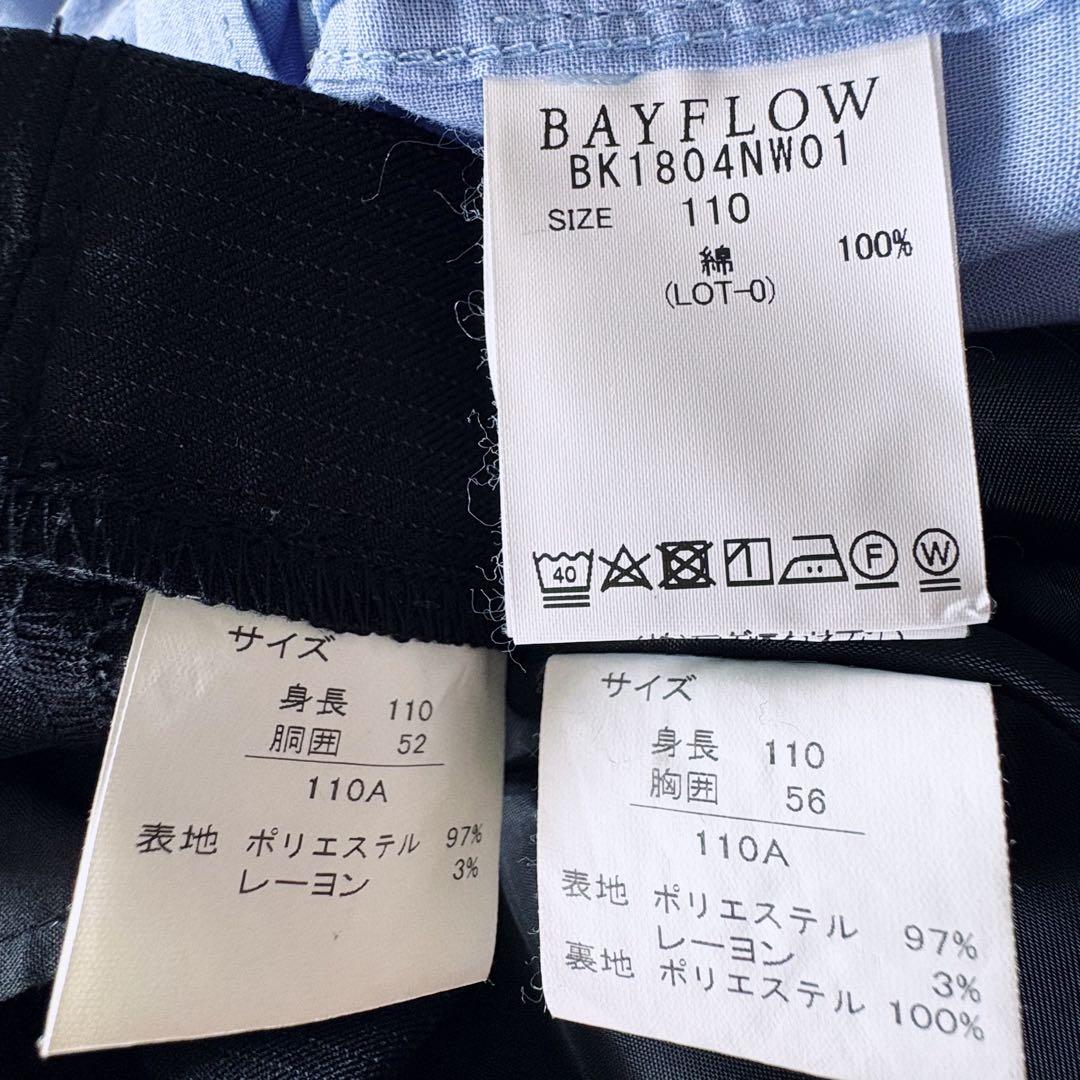 BAYFLOW
BK1804NW01
SIZE 110
綿 100%
(LOT-0)
40
F
W
サイズ
身長 110
胴囲 52
110A
表地 ポリエステル 97%
レーヨン 3%
サイズ
身長 110
胸囲 56
110A
表地 ポリエステル 97%
レーヨン 3%
裏地 ポリエステル 100%